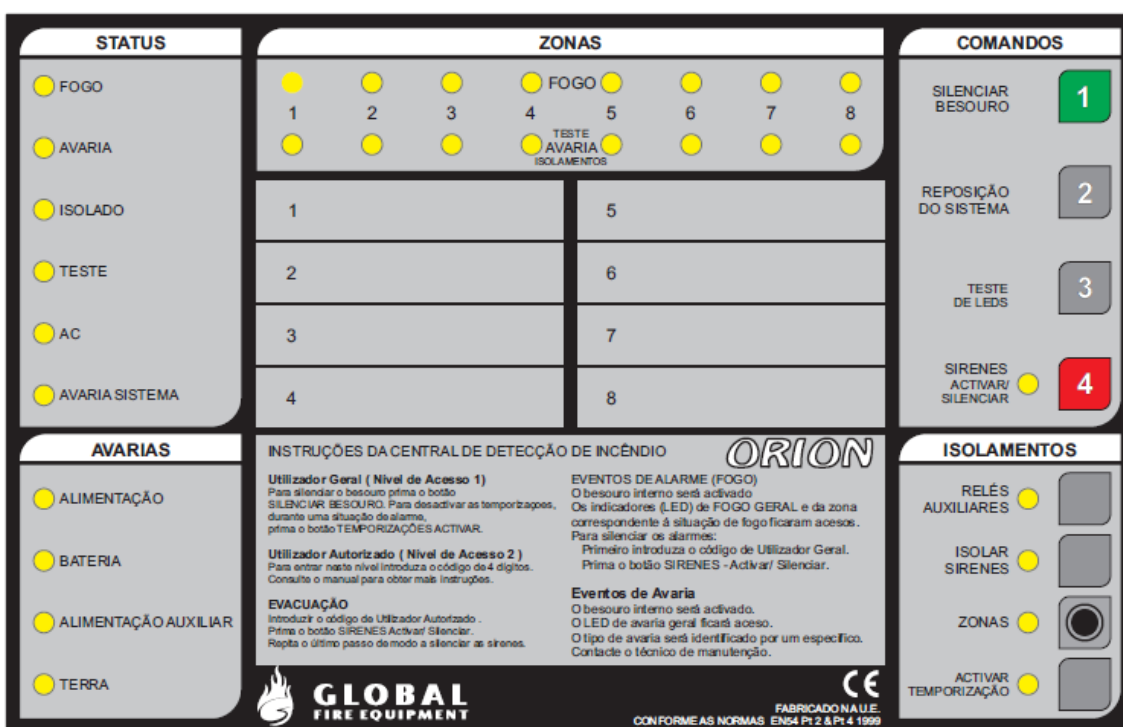 STATUS
FOGO
AVARIA
ISOLADO
TESTE
AC
AVARIA SISTEMA
AVARIAS
ALIMENTAÇÃO
BATERIA
ALIMENTAÇÃO AUXILIAR
TERRA
ZONAS
FOGO
1 2 3 4 5 6 7 8
TESTE
AVARIA
ISOLAMENTOS
1 5
2 6
3 7
4 8
INSTRUÇÕES DA CENTRAL DE DETECÇÃO DE INCÊNDIO
ORION
Utilizador Geral ( Nivel de Acesso 1)
Para silenciar o besouro prima o botão
SILENCIAR BESOURO. Para desactivar as temporizaçoes,
durante uma situação de alarme,
prima o botão TEMPORIZAÇÕES ACTIVAR.
Utilizador Autorizado ( Nivel de Acesso 2 )
Para entrar neste nivel introduza o código de 4 digitos.
Consulte o manual para obter mais instruções.
EVACUAÇÃO
Introduzir o código de Utilizador Autorizado .
Prima o botão SIRENES Activar/ Silenciar.
Repita o último passo de modo a silenciar as sirenes.
EVENTOS DE ALARME (FOGO)
O besouro interno será activado
Os indicadores (LED) de FOGO GERAL e da zona
correspondente á situação de fogo ficaram acesos.
Para silenciar os alarmes:
Primeiro introduza o código de Utilizador Geral.
Prima o botão SIRENES - Activar/ Silenciar.
Eventos de Avaria
O besouro interno será activado.
O LED de avaria geral ficará aceso.
O tipo de avaria será identificado por um especifico.
Contacte o técnico de manutenção.
GLOBAL
FIRE EQUIPMENT
CE
FABRICADO NA U.E.
CONFORME AS NORMAS EN54 Pt 2 & Pt 4 1999
COMANDOS
SILENCIAR
BESOURO
1
REPOSIÇÃO
DO SISTEMA
2
TESTE
DE LEDS
3
SIRENES
ACTIVAR/
SILENCIAR
4
ISOLAMENTOS
RELÉS
AUXILIARES
ISOLAR
SIRENES
ZONAS
ACTIVAR
TEMPORIZAÇÃO